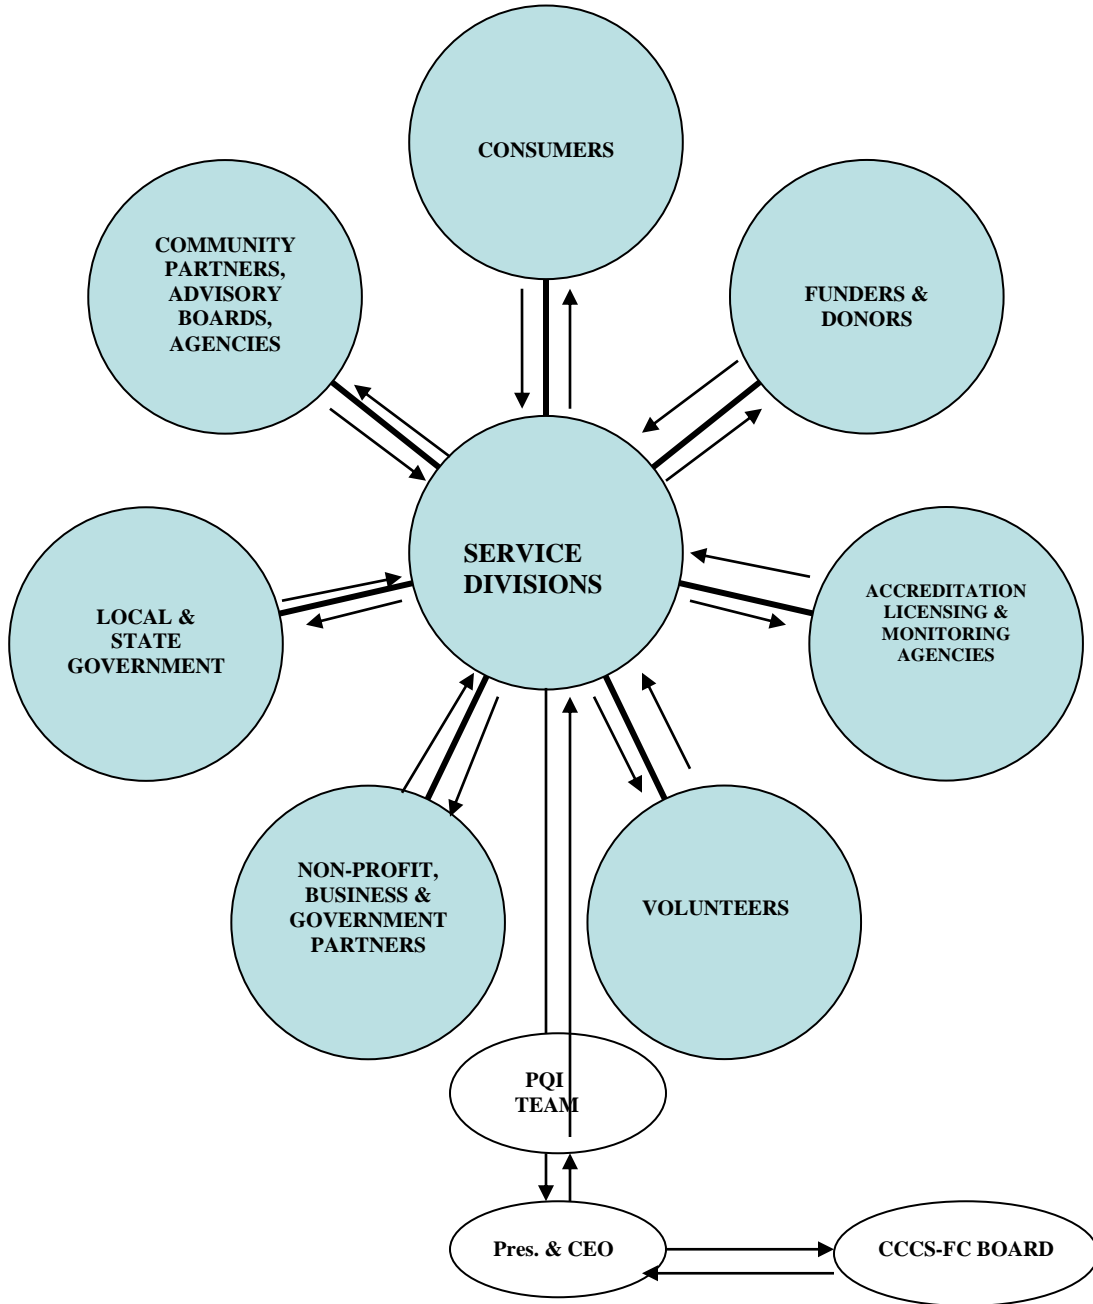 CONSUMERS
COMMUNITY
PARTNERS,
ADVISORY
BOARDS,
AGENCIES
FUNDERS &
DONORS
SERVICE
DIVISIONS
LOCAL &
STATE
GOVERNMENT
ACCREDITATION
LICENSING &
MONITORING
AGENCIES
NON-PROFIT,
BUSINESS &
GOVERNMENT
PARTNERS
VOLUNTEERS
PQI
TEAM
Pres. & CEO
CCCS-FC BOARD